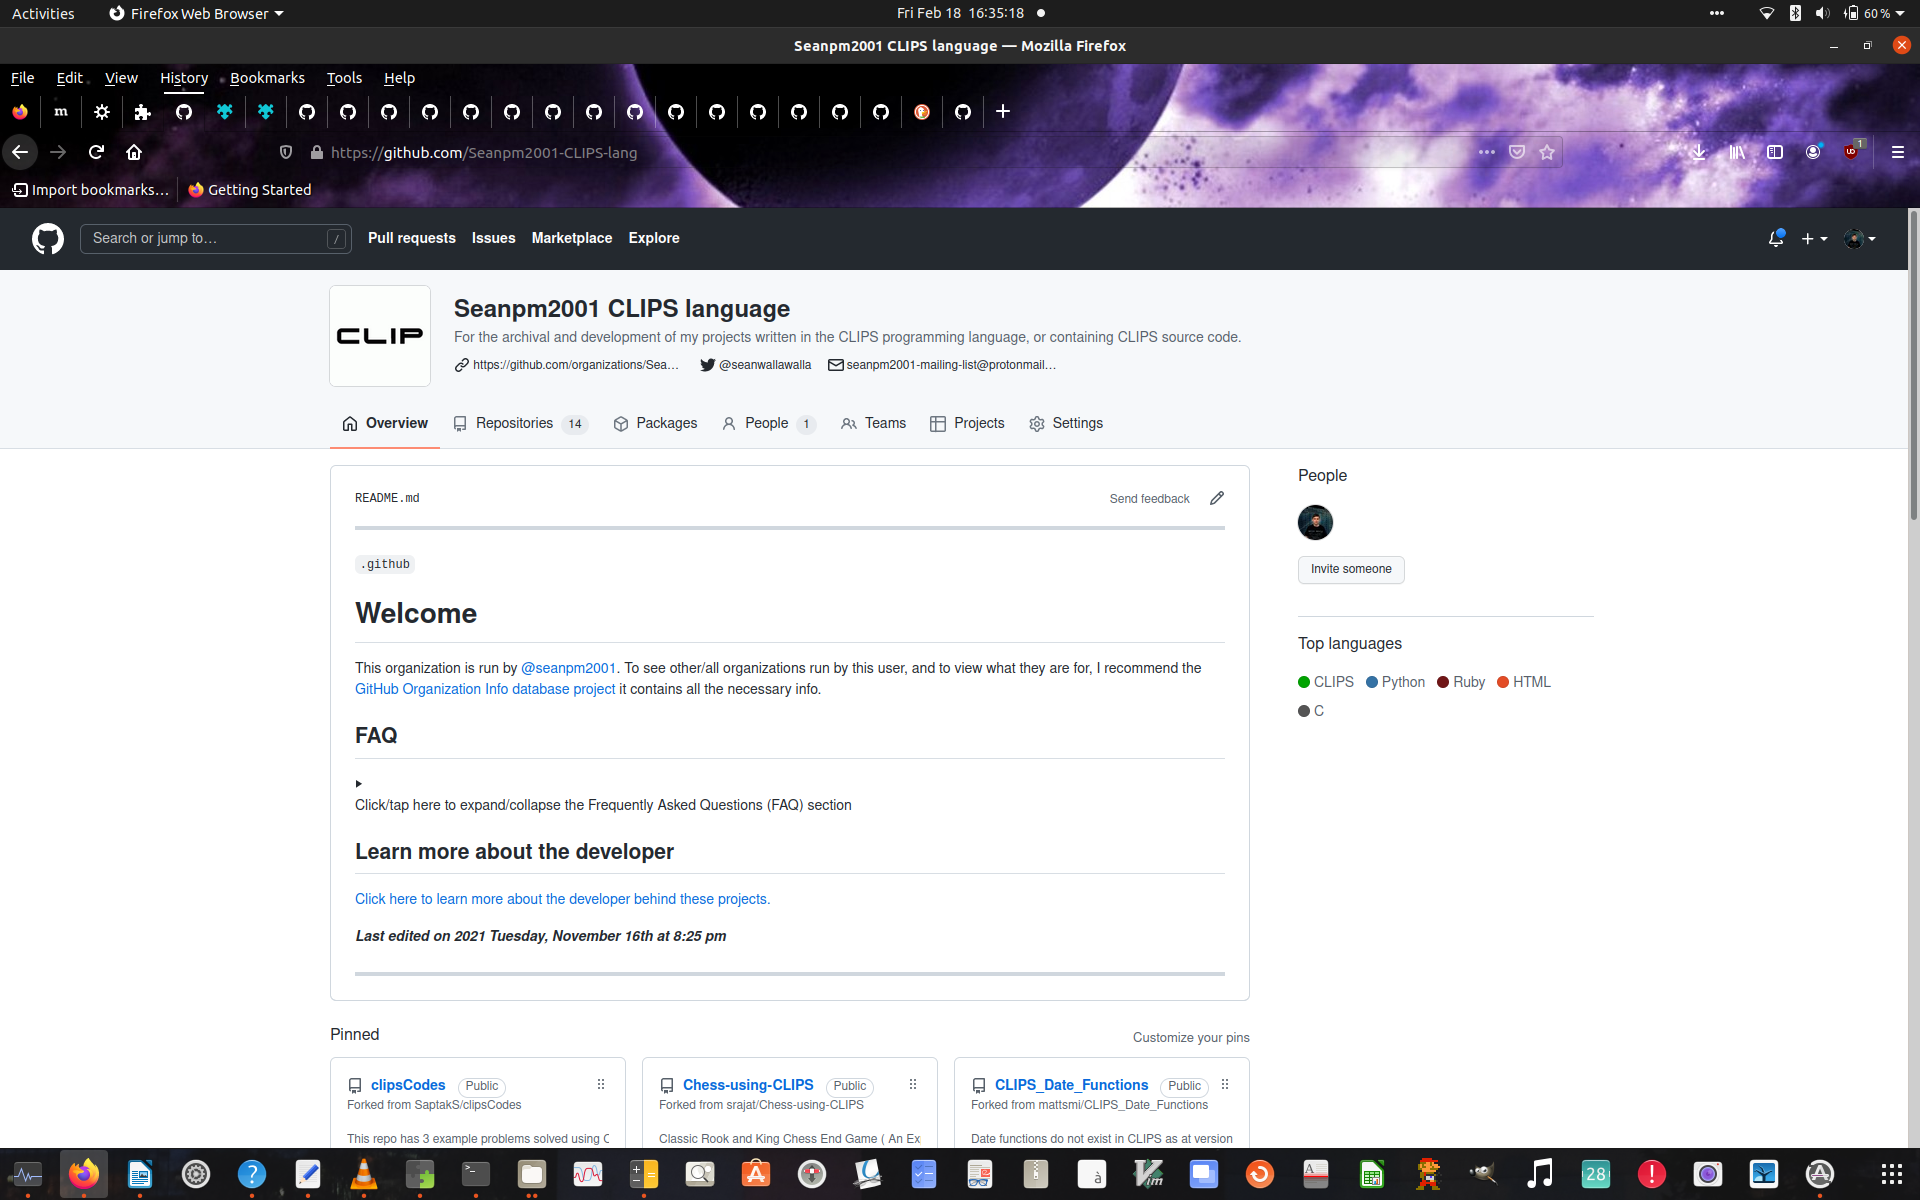 Activities
Firefox Web Browser
Fri Feb 18 16:35:18
60 %
Seanpm2001 CLIPS language — Mozilla Firefox
File Edit View History Bookmarks Tools Help
m
https://github.com/Seanpm2001-CLIPS-lang
1
Import bookmarks…
Getting Started
Search or jump to…
/
Pull requests
Issues
Marketplace
Explore
CLIP
Seanpm2001 CLIPS language
For the archival and development of my projects written in the CLIPS programming language, or containing CLIPS source code.
https://github.com/organizations/Sea…
@seanwallawalla
seanpm2001-mailing-list@protonmail…
Overview
Repositories 14
Packages
People 1
Teams
Projects
Settings
README.md
Send feedback
.github
Welcome
This organization is run by @seanpm2001. To see other/all organizations run by this user, and to view what they are for, I recommend the
GitHub Organization Info database project it contains all the necessary info.
FAQ
Click/tap here to expand/collapse the Frequently Asked Questions (FAQ) section
Learn more about the developer
Click here to learn more about the developer behind these projects.
Last edited on 2021 Tuesday, November 16th at 8:25 pm
People
Invite someone
Top languages
CLIPS Python Ruby HTML
C
Pinned
Customize your pins
clipsCodes Public
Forked from SaptakS/clipsCodes
This repo has 3 example problems solved using C
Chess-using-CLIPS Public
Forked from srajat/Chess-using-CLIPS
Classic Rook and King Chess End Game ( An Ex
CLIPS_Date_Functions Public
Forked from mattsmi/CLIPS_Date_Functions
Date functions do not exist in CLIPS as at version
28